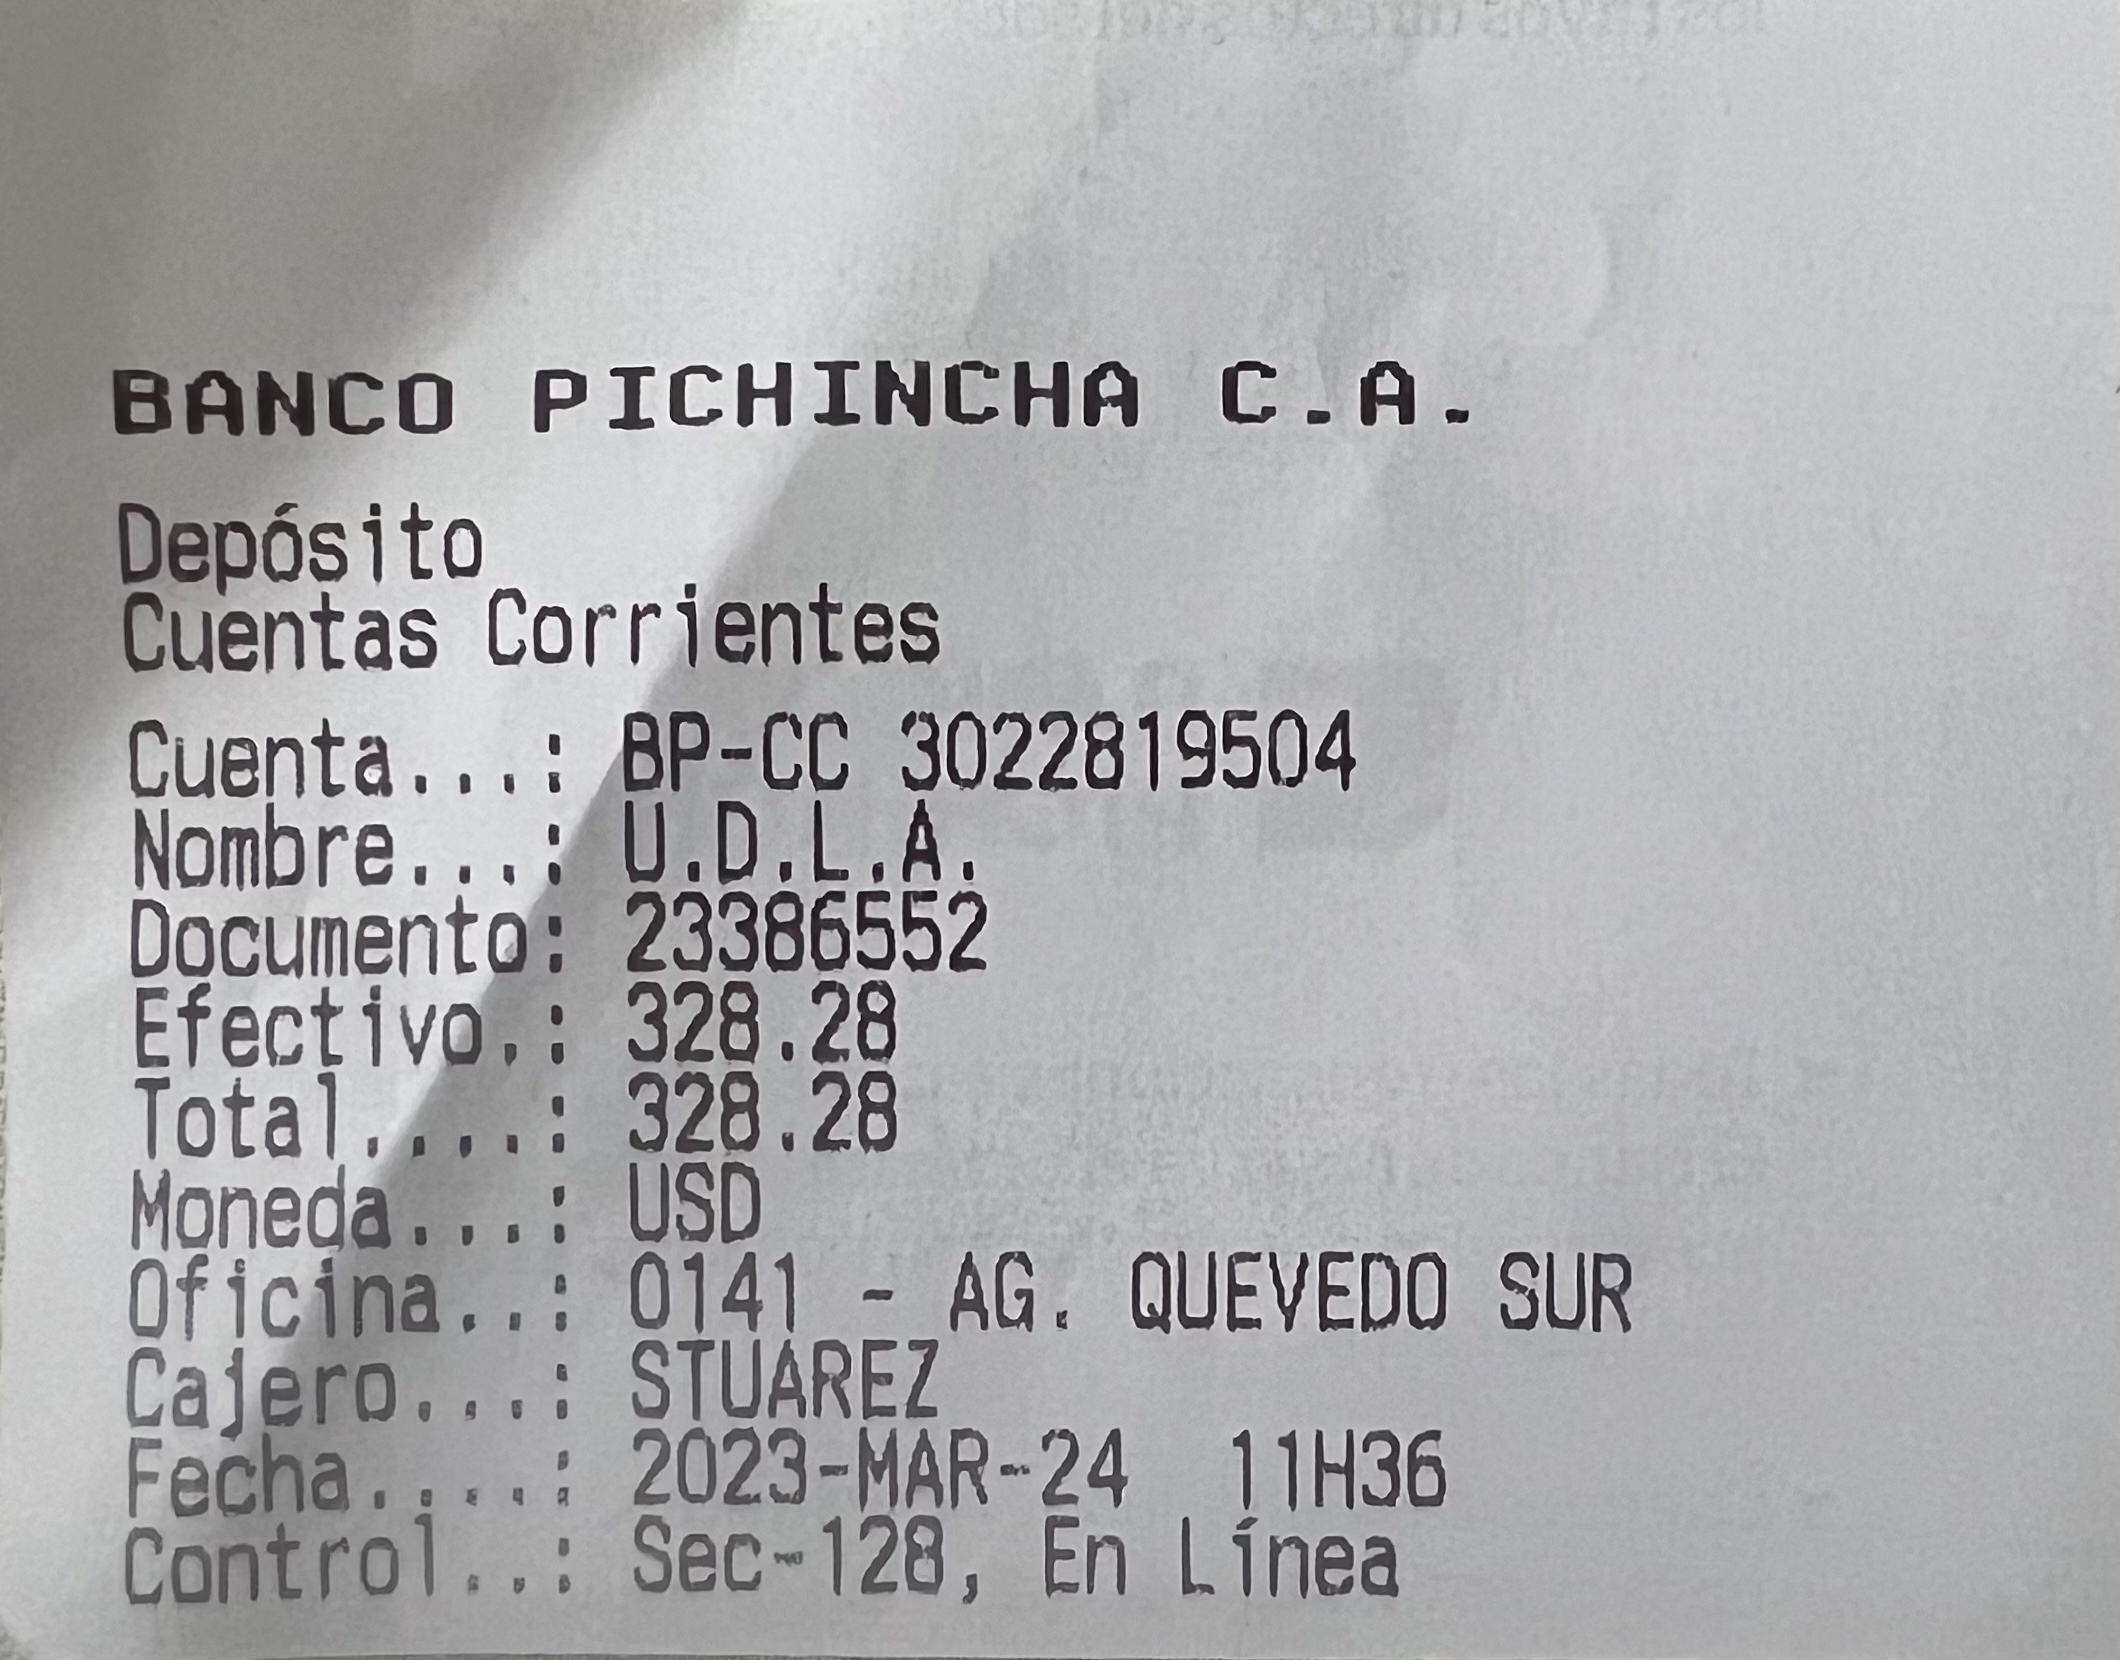 BANCO PICHINCHA C.A.
Depósito
Cuentas Corrientes
Cuenta...: BP-CC 3022819504
Nombre...: U.D.L.A.
Documento: 23386552
Efectivo.: 328.28
Total....: 328.28
Moneda...: USD
Oficina..: 0141 - AG. QUEVEDO SUR
Cajero...: STUAREZ
Fecha....: 2023-MAR-24 11H36
Control..: Sec-128, En Línea